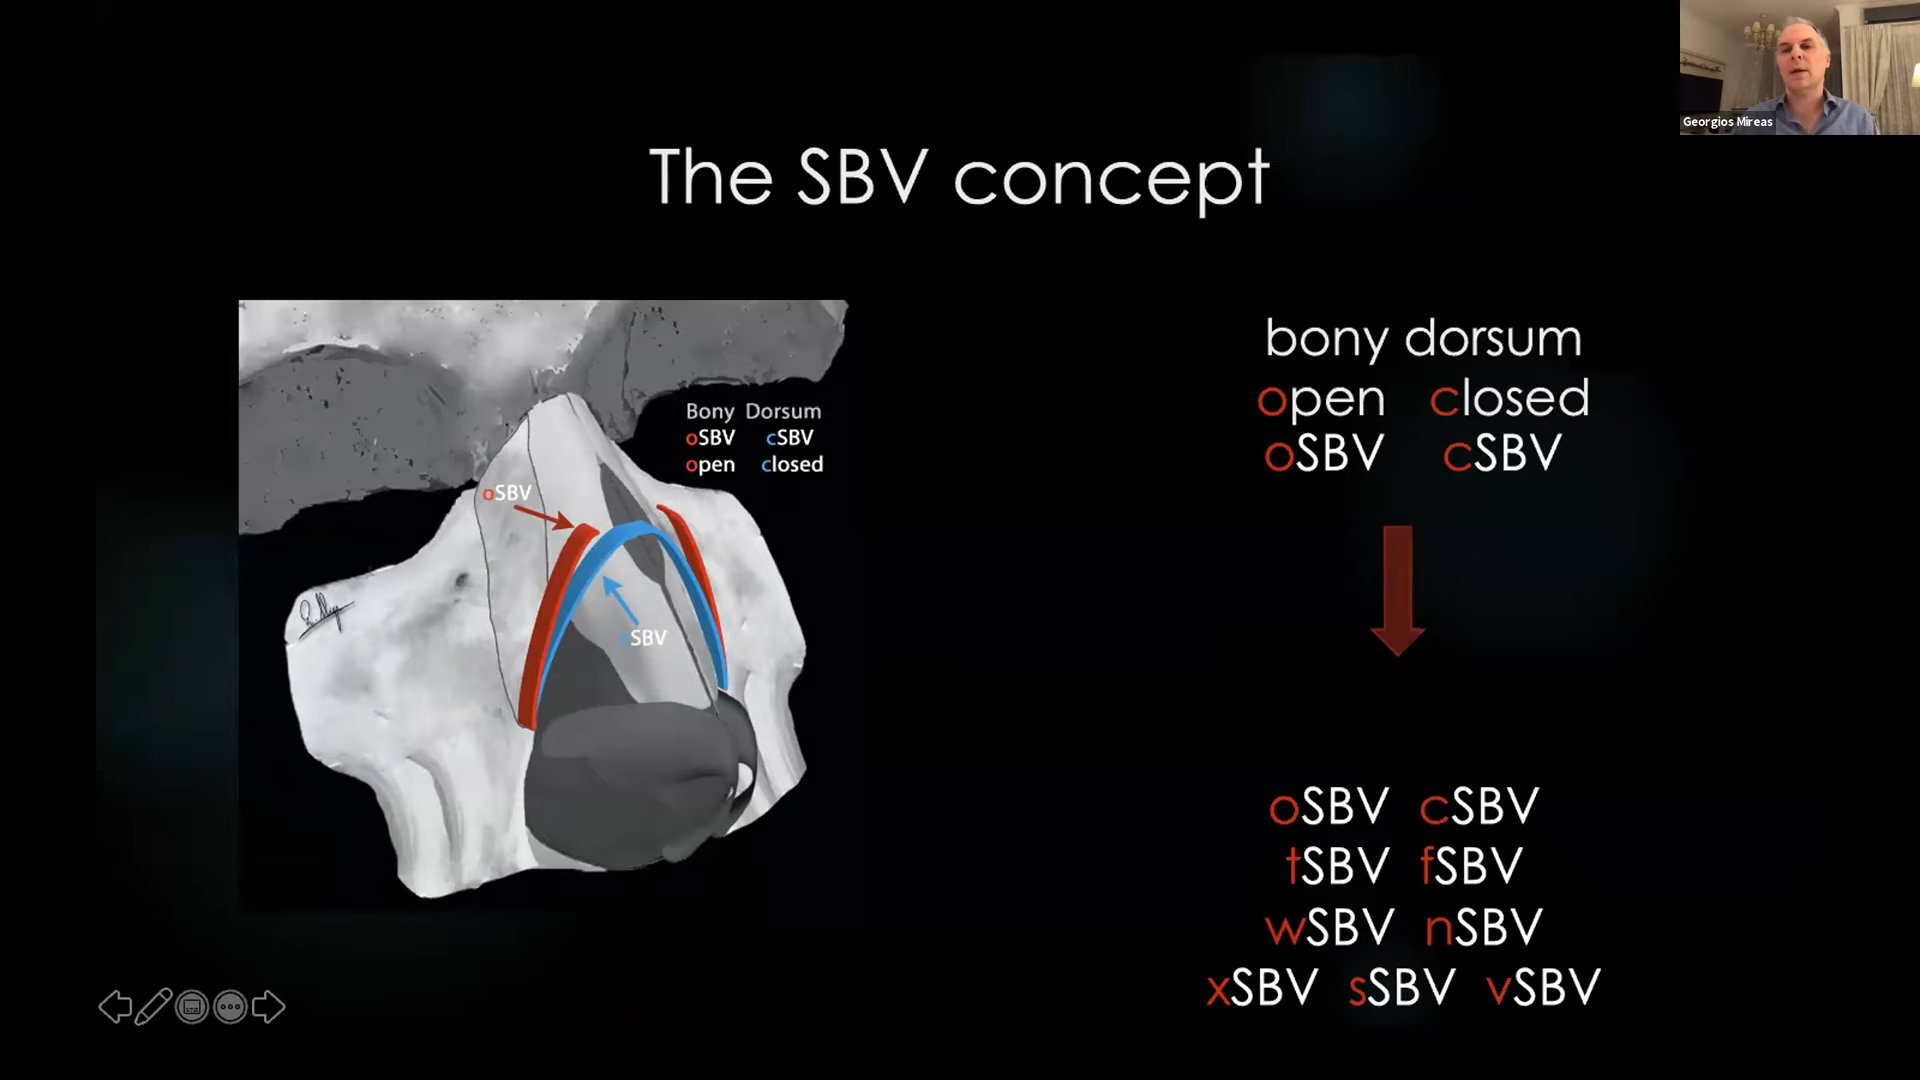 Georgios Mireas
The SBV concept
Bony Dorsum
oSBV cSBV
open closed
oSBV
cSBV
bony dorsum
open closed
oSBV cSBV
oSBV cSBV
tSBV fSBV
wSBV nSBV
xSBV sSBV vSBV